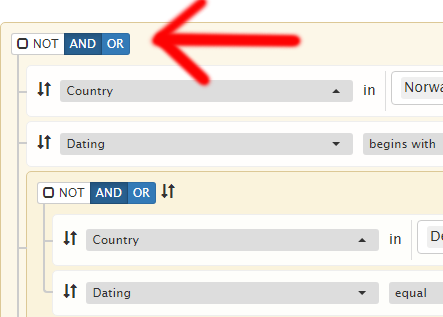 NOT AND OR
Country in Norwa
Dating begins with
NOT AND OR
Country in De
Dating equal